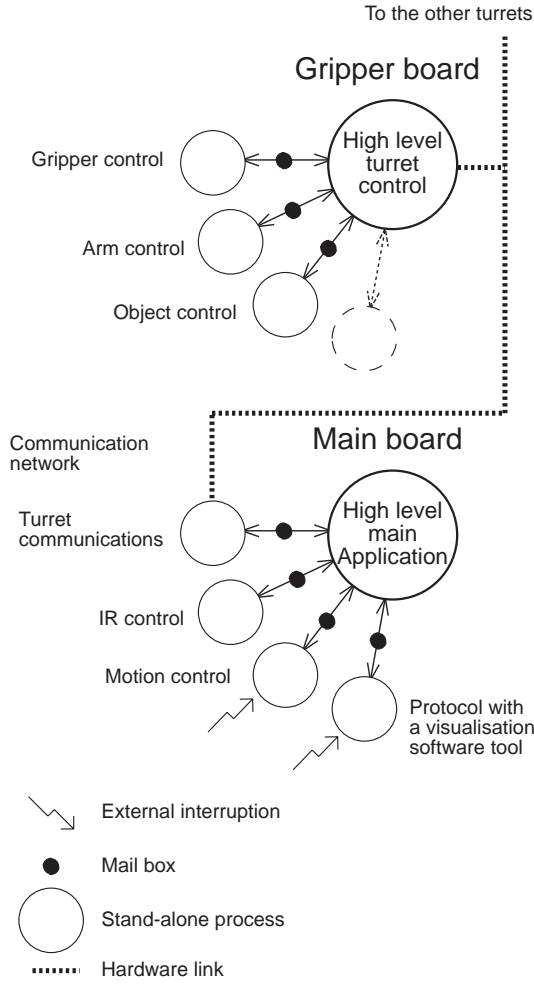 To the other turrets
Gripper board
High level
turret
control
Gripper control
Arm control
Object control
Main board
Communication
network
High level
main
Application
Turret
communications
IR control
Motion control
Protocol with
a visualisation
software tool
External interruption
Mail box
Stand-alone process
Hardware link